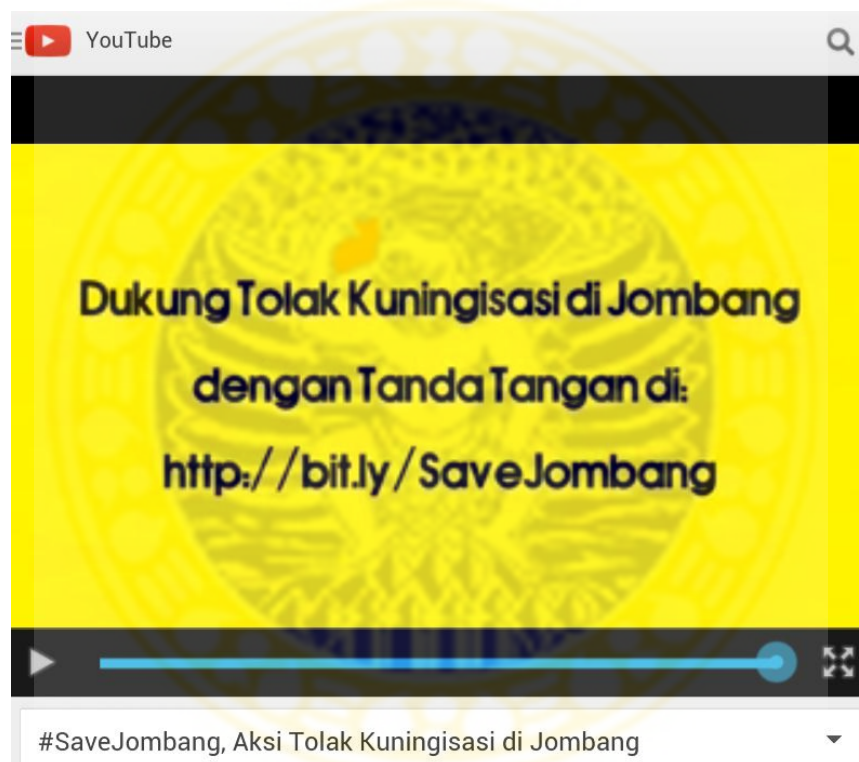 YouTube
Dukung Tolak Kuningisasi di Jombang
dengan Tanda Tangan di:
http://bit.ly/SaveJombang
#SaveJombang, Aksi Tolak Kuningisasi di Jombang